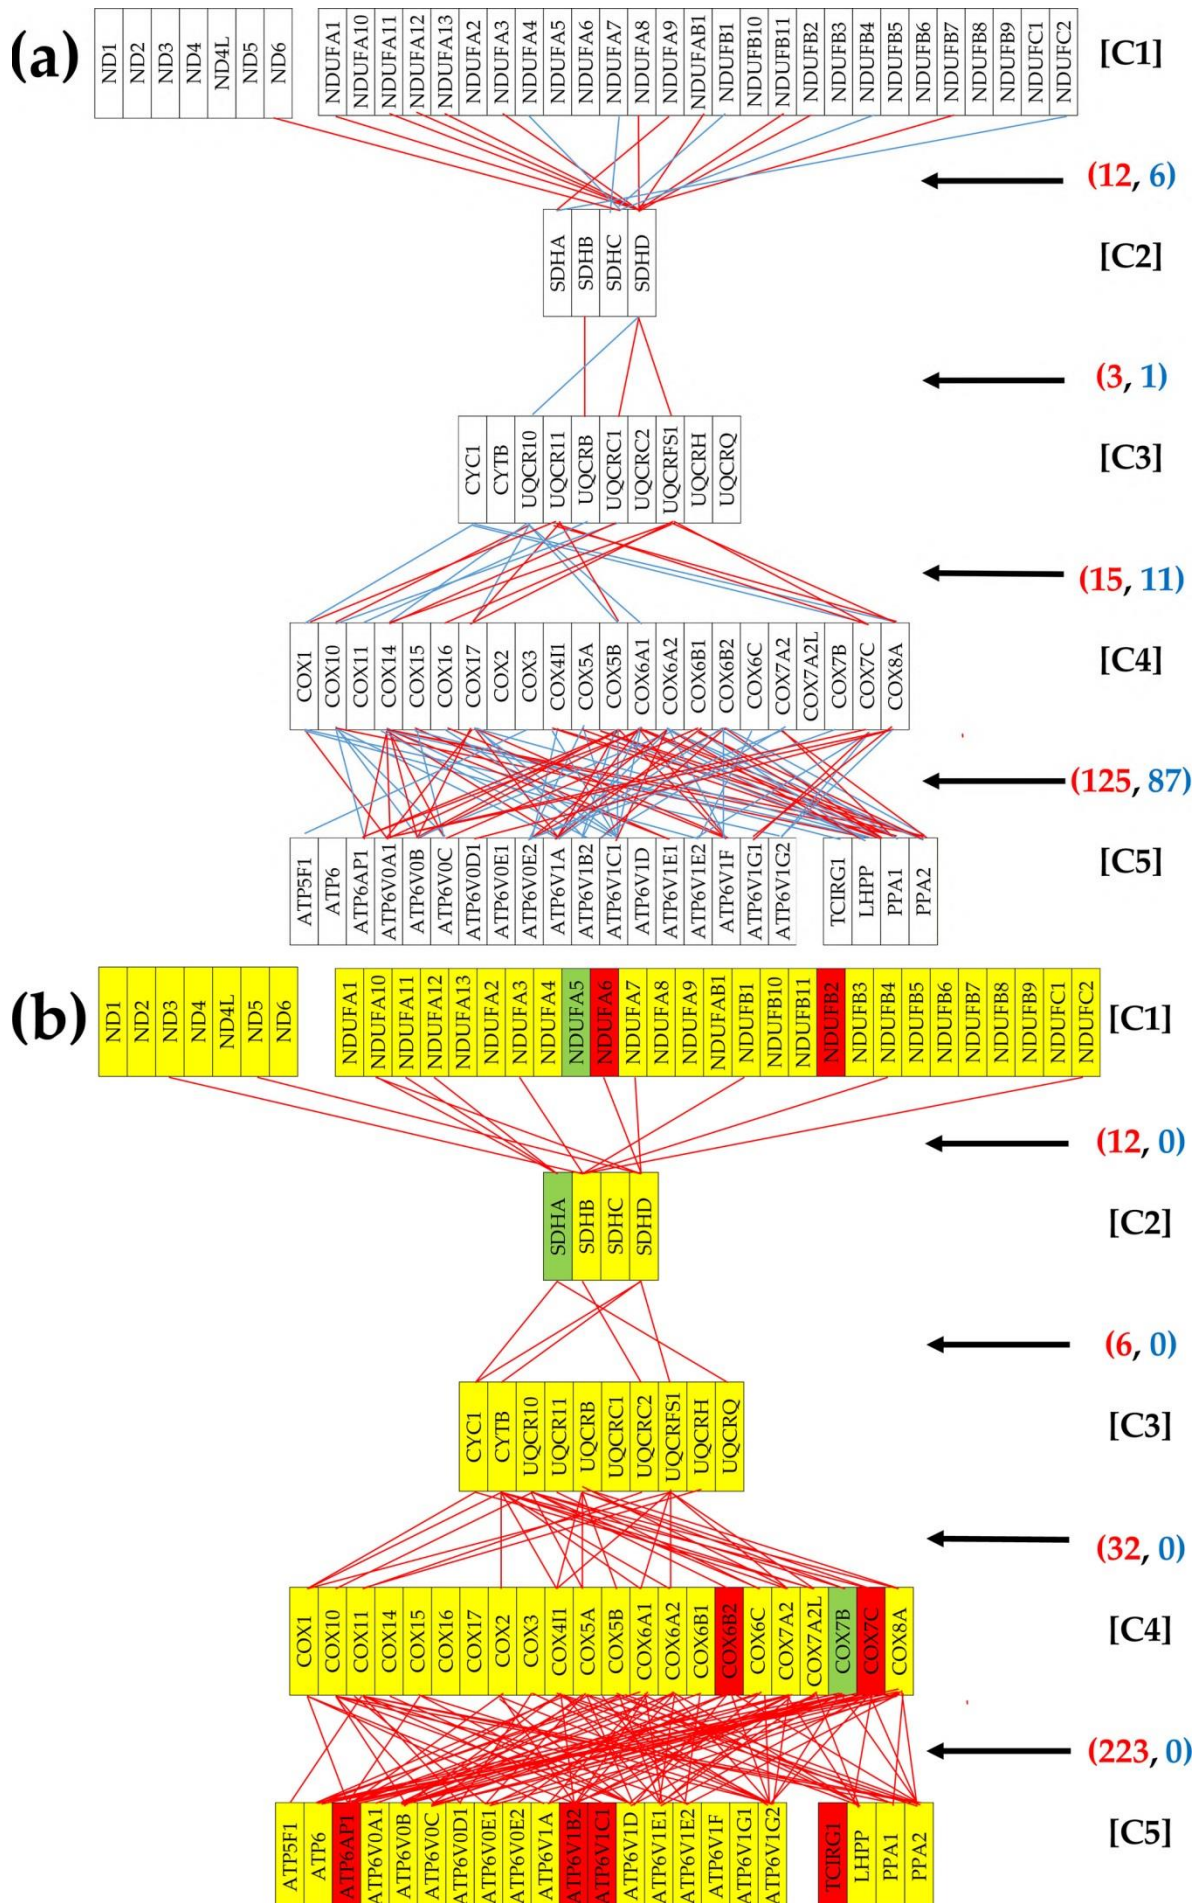 (a)
ND1 ND2 ND3 ND4 ND4L ND5 ND6 NDUFA1 NDUFA10 NDUFA11 NDUFA12 NDUFA13 NDUFA2 NDUFA3 NDUFA4 NDUFA5 NDUFA6 NDUFA7 NDUFA8 NDUFA9 NDUFAB1 NDUFB1 NDUFB10 NDUFB11 NDUFB2 NDUFB3 NDUFB4 NDUFB5 NDUFB6 NDUFB7 NDUFB8 NDUFB9 NDUFC1 NDUFC2 [C1]
(12, 6)
SDHA SDHB SDHC SDHD [C2]
(3, 1)
CYC1 CYTB UQCR10 UQCR11 UQCRB UQCRC1 UQCRC2 UQCRFS1 UQCRH UQCRQ [C3]
(15, 11)
COX1 COX10 COX11 COX14 COX15 COX16 COX17 COX2 COX3 COX4I1 COX5A COX5B COX6A1 COX6A2 COX6B1 COX6B2 COX6C COX7A2 COX7A2L COX7B COX7C COX8A [C4]
(125, 87)
ATP5F1 ATP6 ATP6AP1 ATP6V0A1 ATP6V0B ATP6V0C ATP6V0D1 ATP6V0E1 ATP6V0E2 ATP6V1A ATP6V1B2 ATP6V1C1 ATP6V1D ATP6V1E1 ATP6V1E2 ATP6V1F ATP6V1G1 ATP6V1G2 TCIRG1 LHPP PPA1 PPA2 [C5]
(b)
ND1 ND2 ND3 ND4 ND4L ND5 ND6 NDUFA1 NDUFA10 NDUFA11 NDUFA12 NDUFA13 NDUFA2 NDUFA3 NDUFA4 NDUFA5 NDUFA6 NDUFA7 NDUFA8 NDUFA9 NDUFAB1 NDUFB1 NDUFB10 NDUFB11 NDUFB2 NDUFB3 NDUFB4 NDUFB5 NDUFB6 NDUFB7 NDUFB8 NDUFB9 NDUFC1 NDUFC2 [C1]
(12, 0)
SDHA SDHB SDHC SDHD [C2]
(6, 0)
CYC1 CYTB UQCR10 UQCR11 UQCRB UQCRC1 UQCRC2 UQCRFS1 UQCRH UQCRQ [C3]
(32, 0)
COX1 COX10 COX11 COX14 COX15 COX16 COX17 COX2 COX3 COX4I1 COX5A COX5B COX6A1 COX6A2 COX6B1 COX6B2 COX6C COX7A2 COX7A2L COX7B COX7C COX8A [C4]
(223, 0)
ATP5F1 ATP6 ATP6AP1 ATP6V0A1 ATP6V0B ATP6V0C ATP6V0D1 ATP6V0E1 ATP6V0E2 ATP6V1A ATP6V1B2 ATP6V1C1 ATP6V1D ATP6V1E1 ATP6V1E2 ATP6V1F ATP6V1G1 ATP6V1G2 TCIRG1 LHPP PPA1 PPA2 [C5]